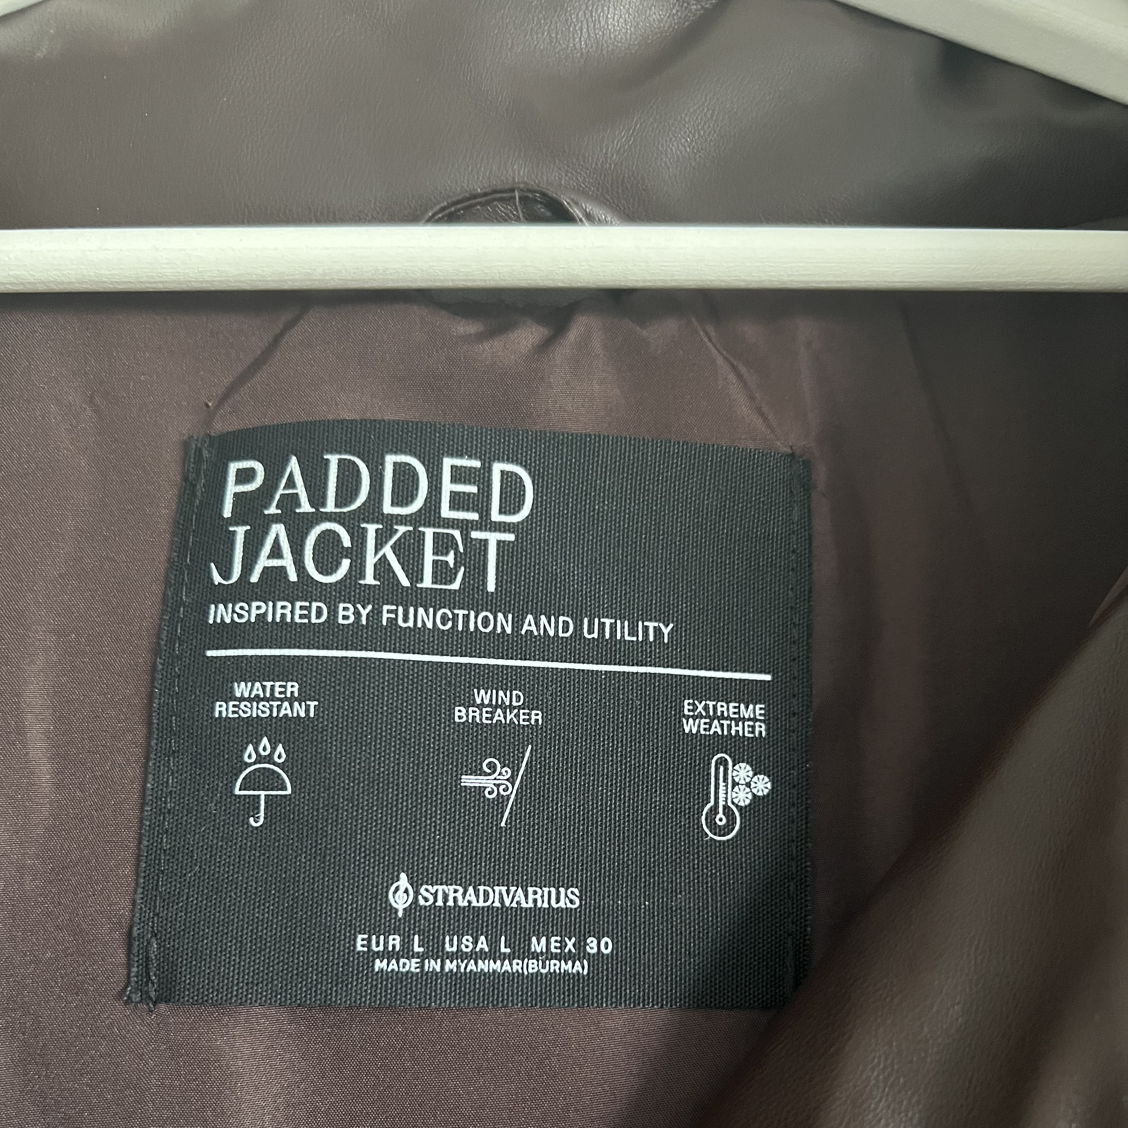 PADDED
JACKET
INSPIRED BY FUNCTION AND UTILITY
WATER
RESISTANT
WIND
BREAKER
EXTREME
WEATHER
STRADIVARIUS
EUR L USA L MEX 30
MADE IN MYANMAR(BURMA)